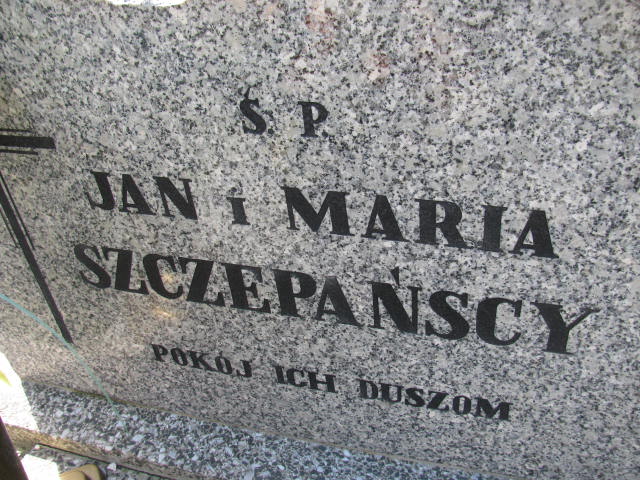 Ś. P.
JAN i MARIA
SZCZEPAŃSCY
POKÓJ ICH DUSZOM